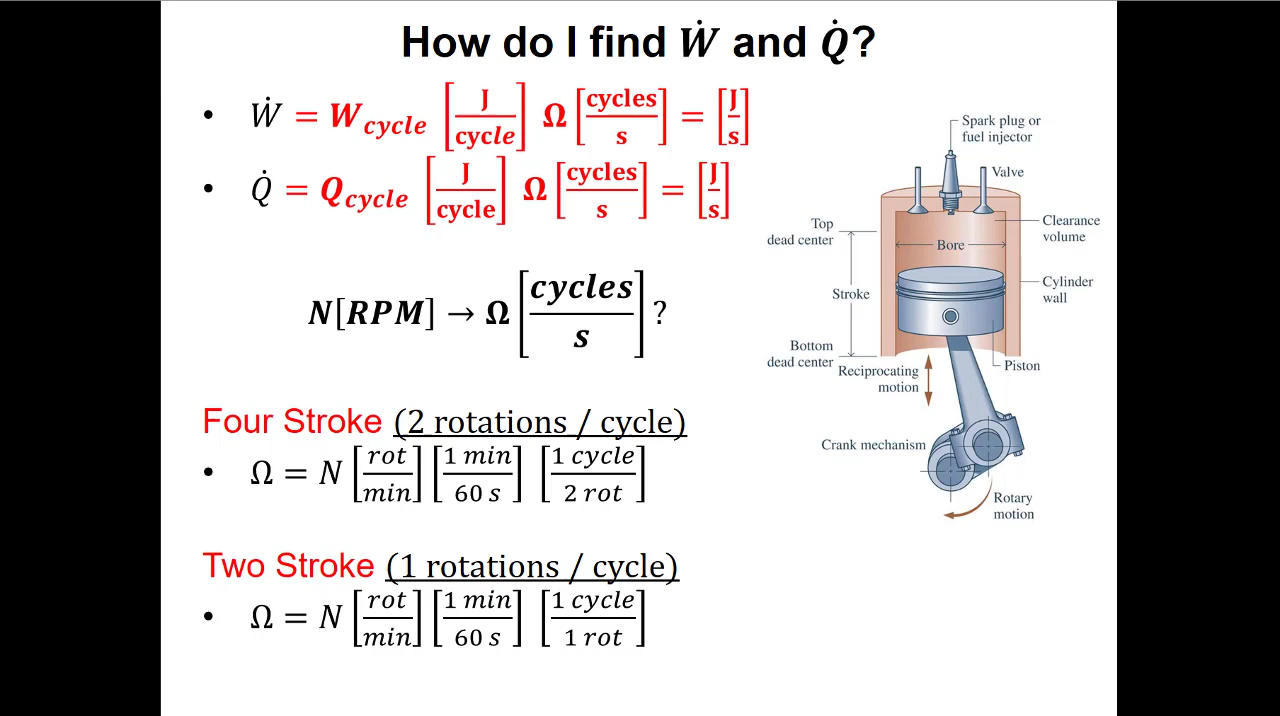 How do I find Ẇ and Q̇?
• Ẇ = W_cycle [J/cycle] Ω [cycles/s] = [J/s]
• Q̇ = Q_cycle [J/cycle] Ω [cycles/s] = [J/s]
N[RPM] → Ω [cycles/s] ?
Four Stroke (2 rotations / cycle)
• Ω = N [rot/min] [1 min/60 s] [1 cycle/2 rot]
Two Stroke (1 rotations / cycle)
• Ω = N [rot/min] [1 min/60 s] [1 cycle/1 rot]
Spark plug or
fuel injector
Valve
Top
dead center
Clearance
volume
Bore
Stroke
Cylinder
wall
Bottom
dead center
Reciprocating
motion
Piston
Crank mechanism
Rotary
motion